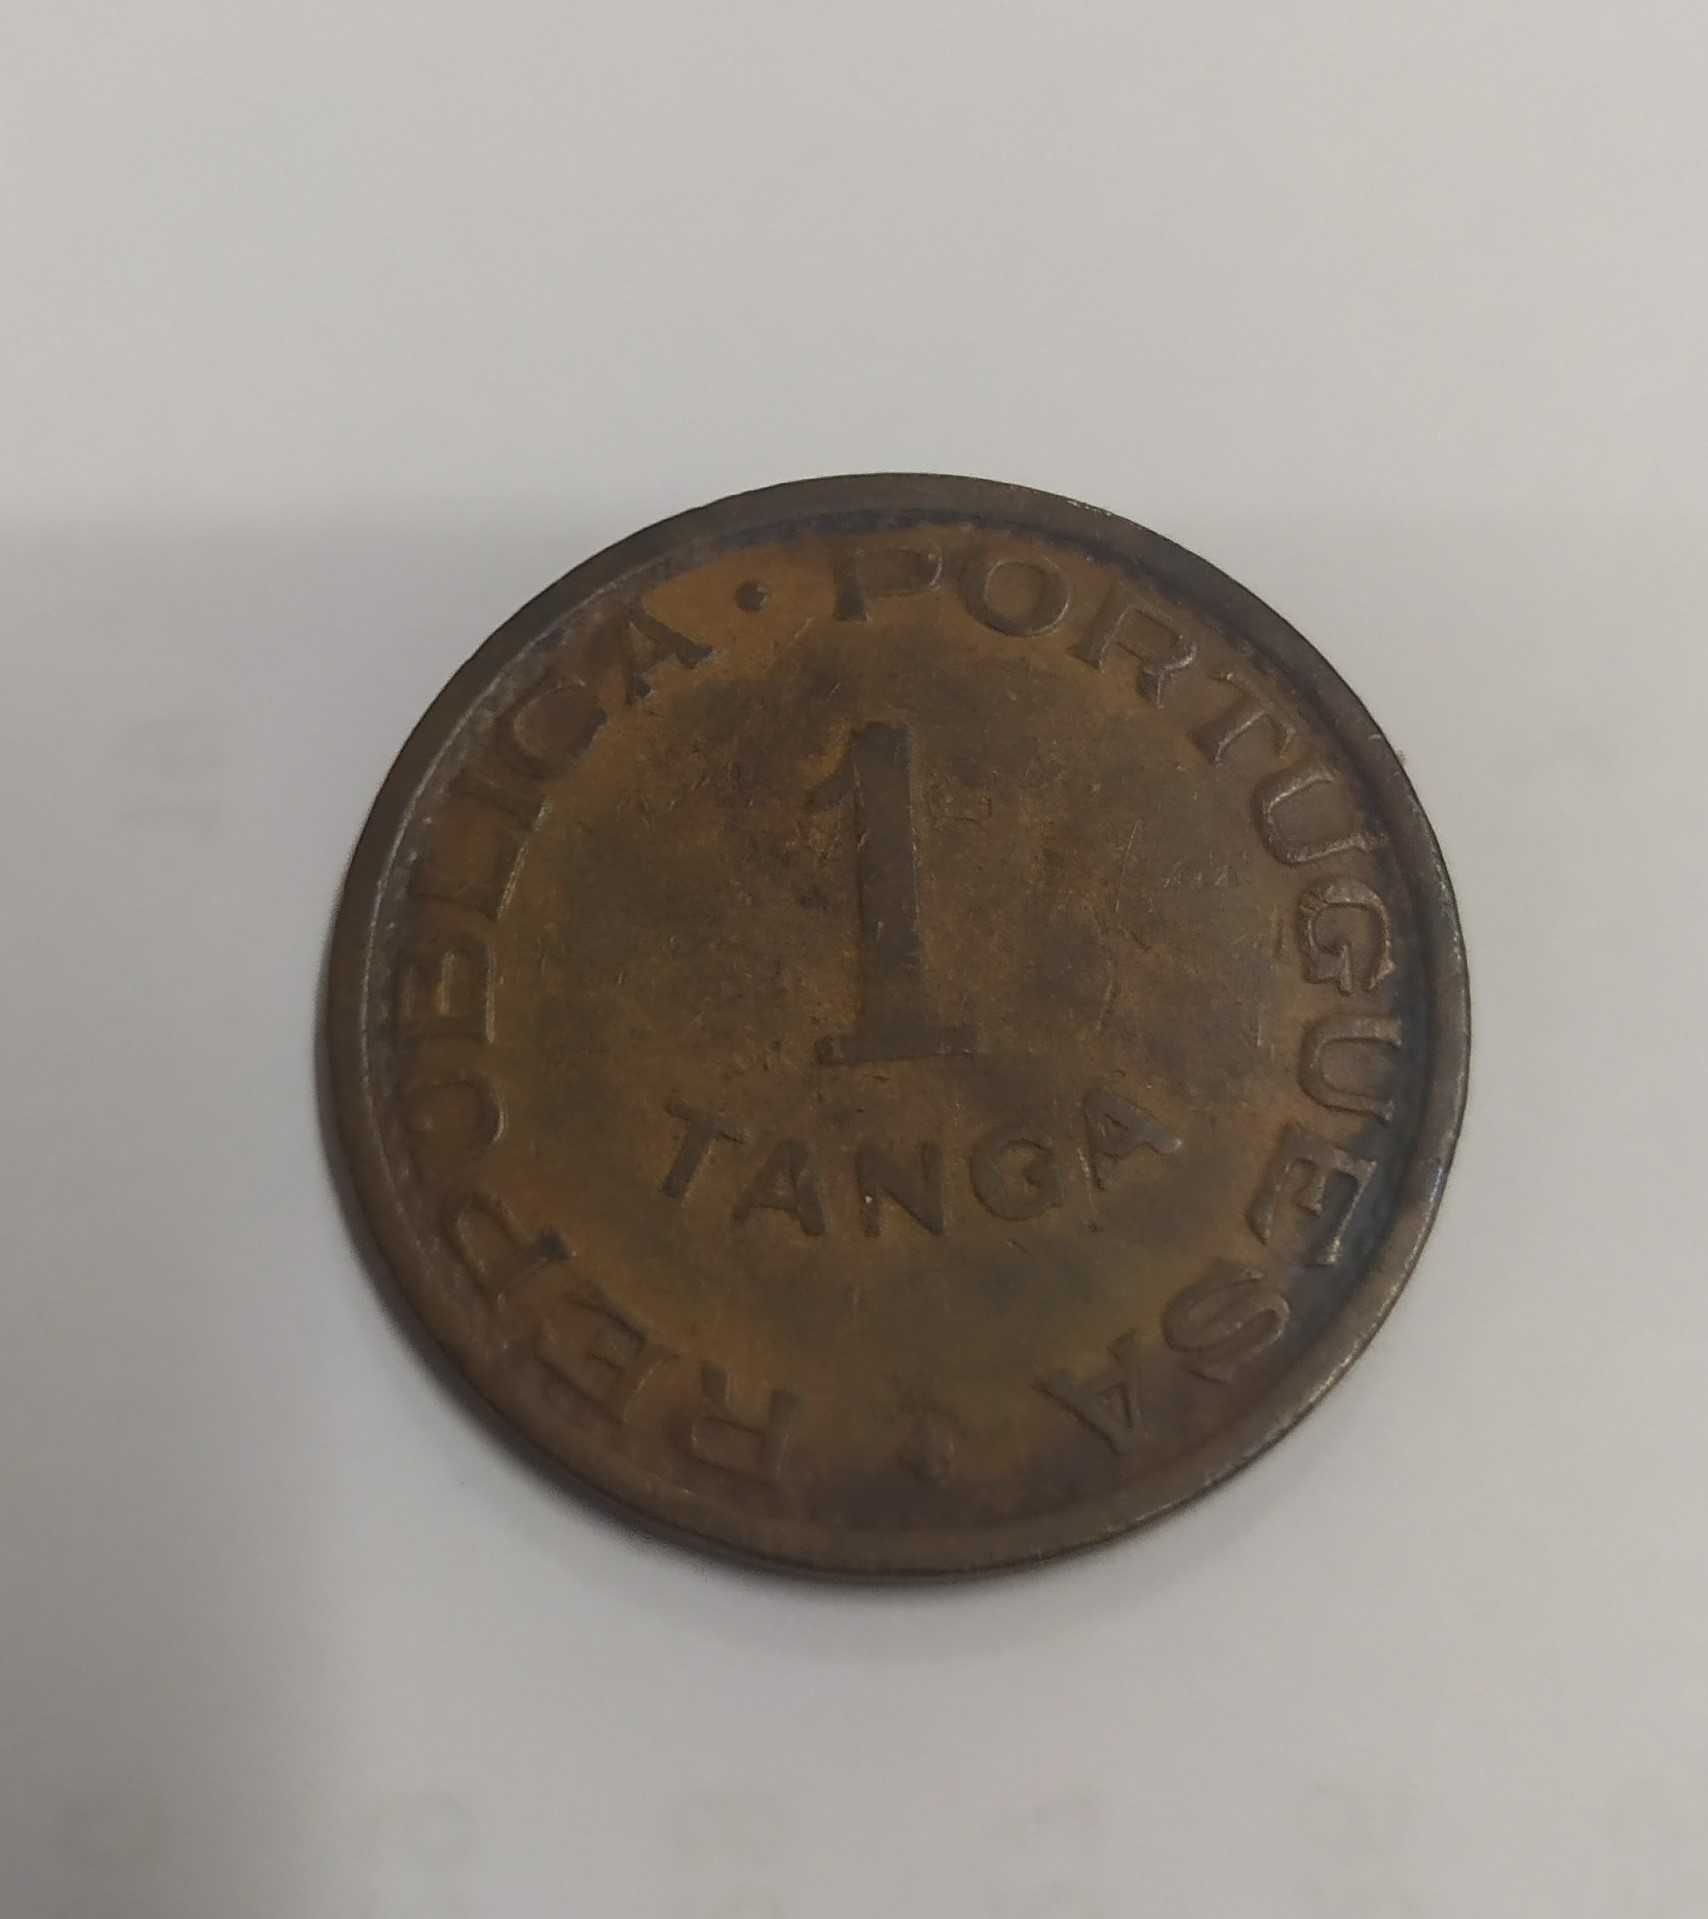 REPUBLICA · PORTUGUESA ·
1
TANGA